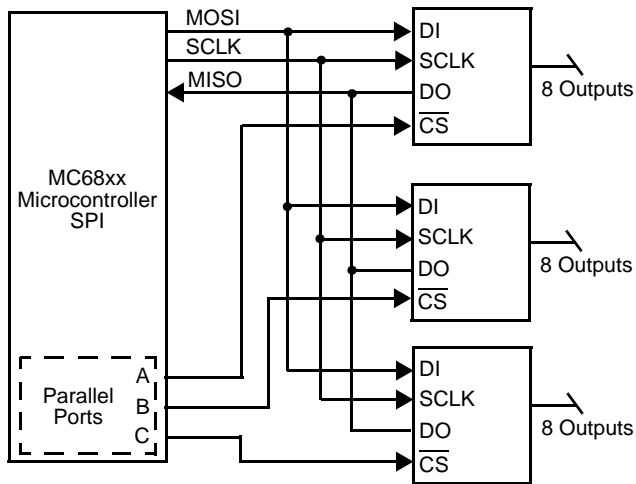 MOSI
SCLK
MISO
MC68xx
Microcontroller
SPI
Parallel
Ports
A
B
C
DI
SCLK
DO
CS
8 Outputs
DI
SCLK
DO
CS
8 Outputs
DI
SCLK
DO
CS
8 Outputs